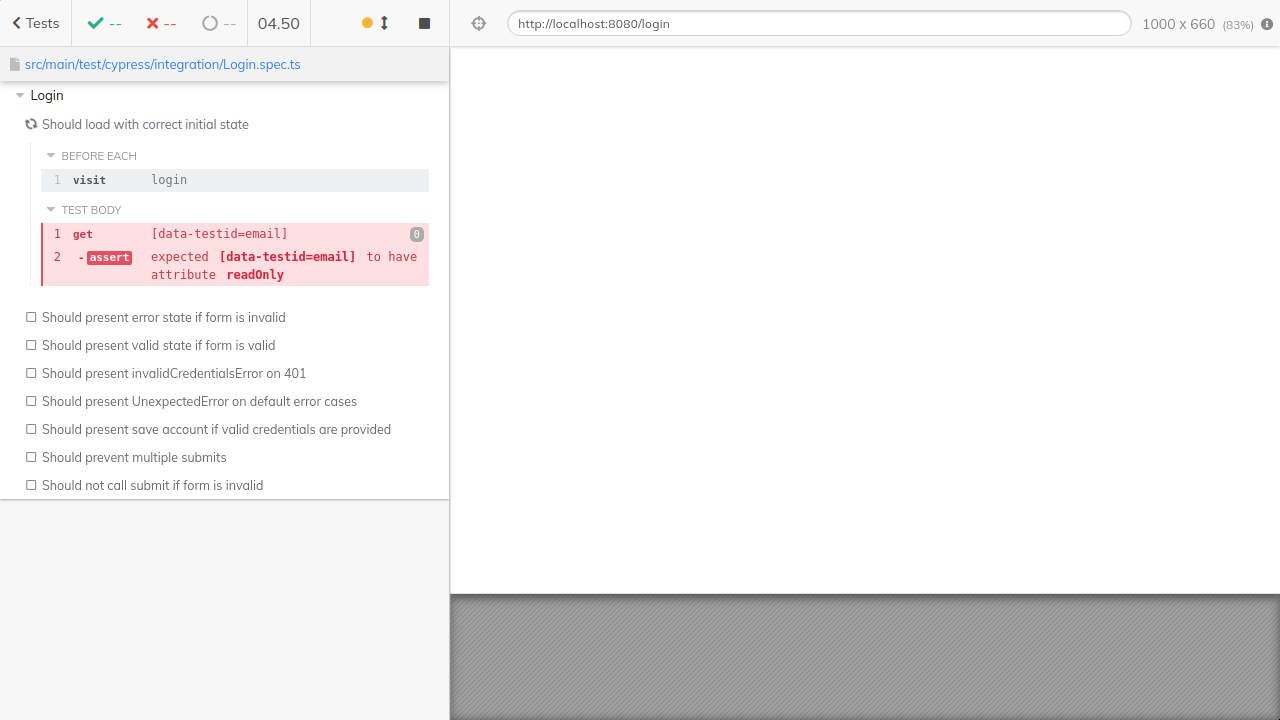 Tests
--
--
--
04.50
http://localhost:8080/login
1000 x 660 (83%)
src/main/test/cypress/integration/Login.spec.ts
Login
Should load with correct initial state
BEFORE EACH
1 visit login
TEST BODY
1 get [data-testid=email] 0
2 -assert expected [data-testid=email] to have
attribute readOnly
Should present error state if form is invalid
Should present valid state if form is valid
Should present invalidCredentialsError on 401
Should present UnexpectedError on default error cases
Should present save account if valid credentials are provided
Should prevent multiple submits
Should not call submit if form is invalid